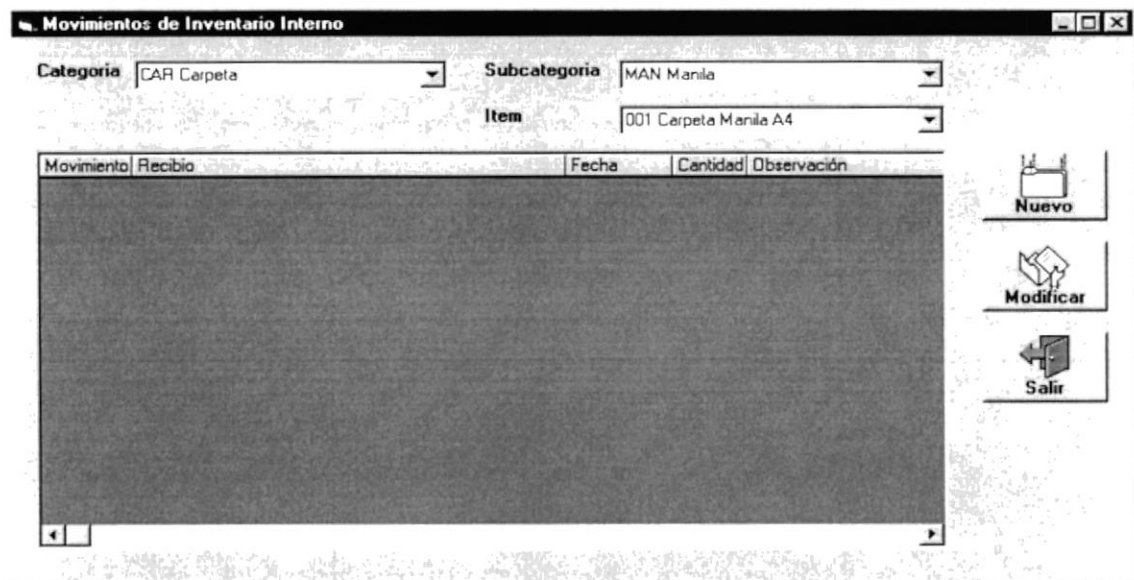 Movimientos de Inventario Interno
Categoria CAR Carpeta Subcategoria MAN Manila
Item 001 Carpeta Manila A4
Movimiento Recibio Fecha Cantidad Observación
Nuevo
Modificar
Salir